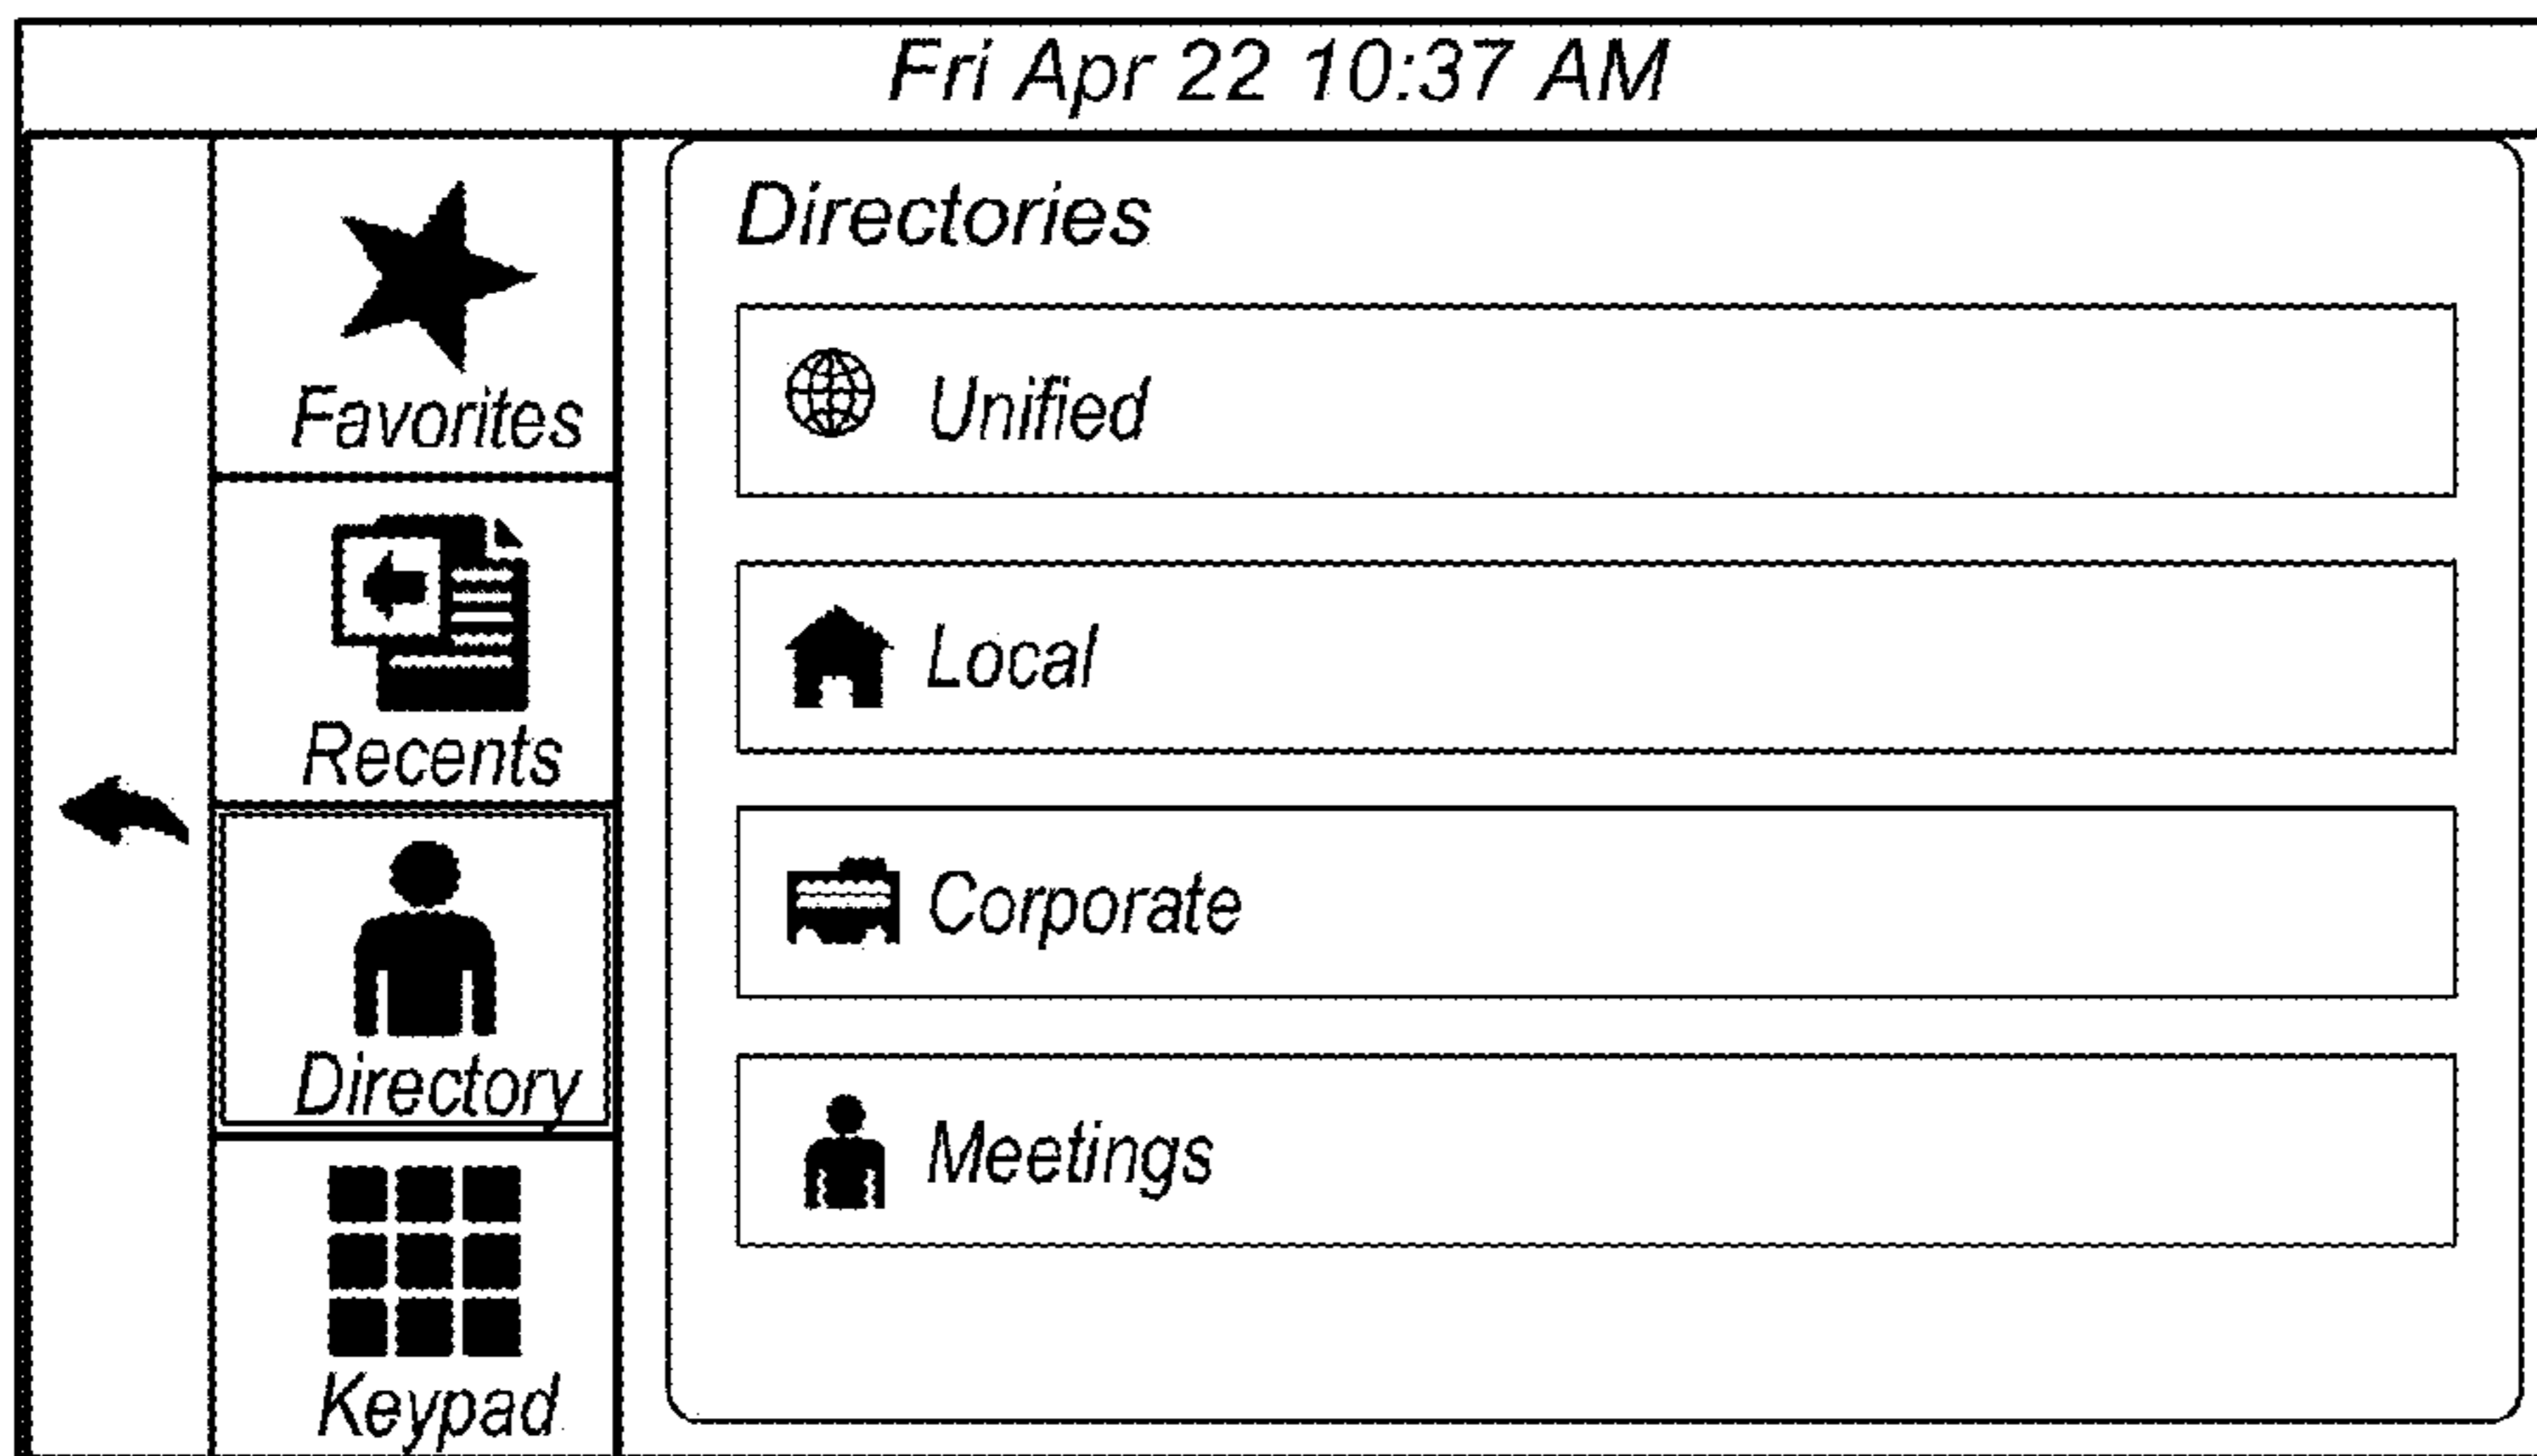 Fri Apr 22 10:37 AM
Favorites
Recents
Directory
Keypad
Directories
Unified
Local
Corporate
Meetings